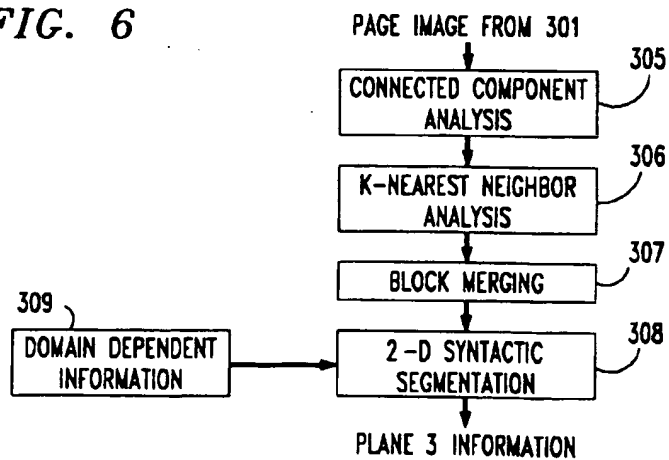 FIG. 6
PAGE IMAGE FROM 301
305
CONNECTED COMPONENT
ANALYSIS
306
K-NEAREST NEIGHBOR
ANALYSIS
307
BLOCK MERGING
309
DOMAIN DEPENDENT
INFORMATION
308
2-D SYNTACTIC
SEGMENTATION
PLANE 3 INFORMATION